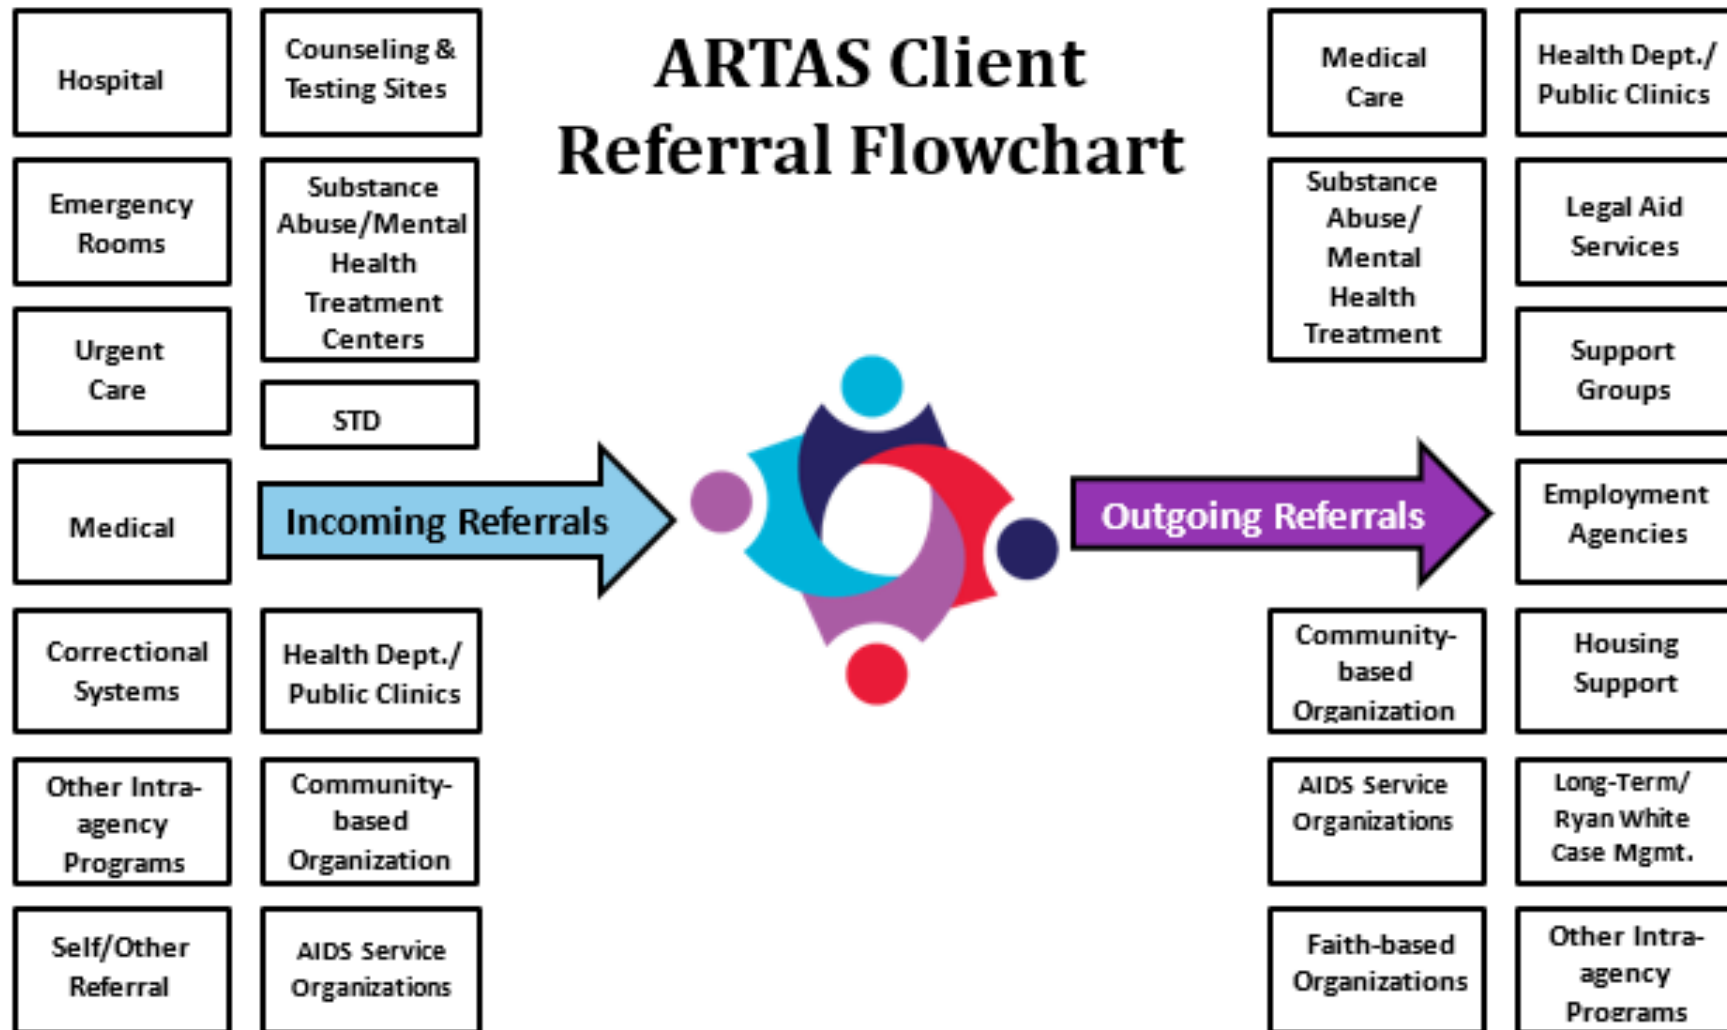 ARTAS Client
Referral Flowchart
Hospital
Counseling &
Testing Sites
Emergency
Rooms
Substance
Abuse/Mental
Health
Treatment
Centers
Urgent
Care
STD
Medical
Incoming Referrals
Correctional
Systems
Health Dept./
Public Clinics
Other Intra-
agency
Programs
Community-
based
Organization
Self/Other
Referral
AIDS Service
Organizations
Outgoing Referrals
Medical
Care
Health Dept./
Public Clinics
Substance
Abuse/
Mental
Health
Treatment
Legal Aid
Services
Support
Groups
Employment
Agencies
Community-
based
Organization
Housing
Support
AIDS Service
Organizations
Long-Term/
Ryan White
Case Mgmt.
Faith-based
Organizations
Other Intra-
agency
Programs